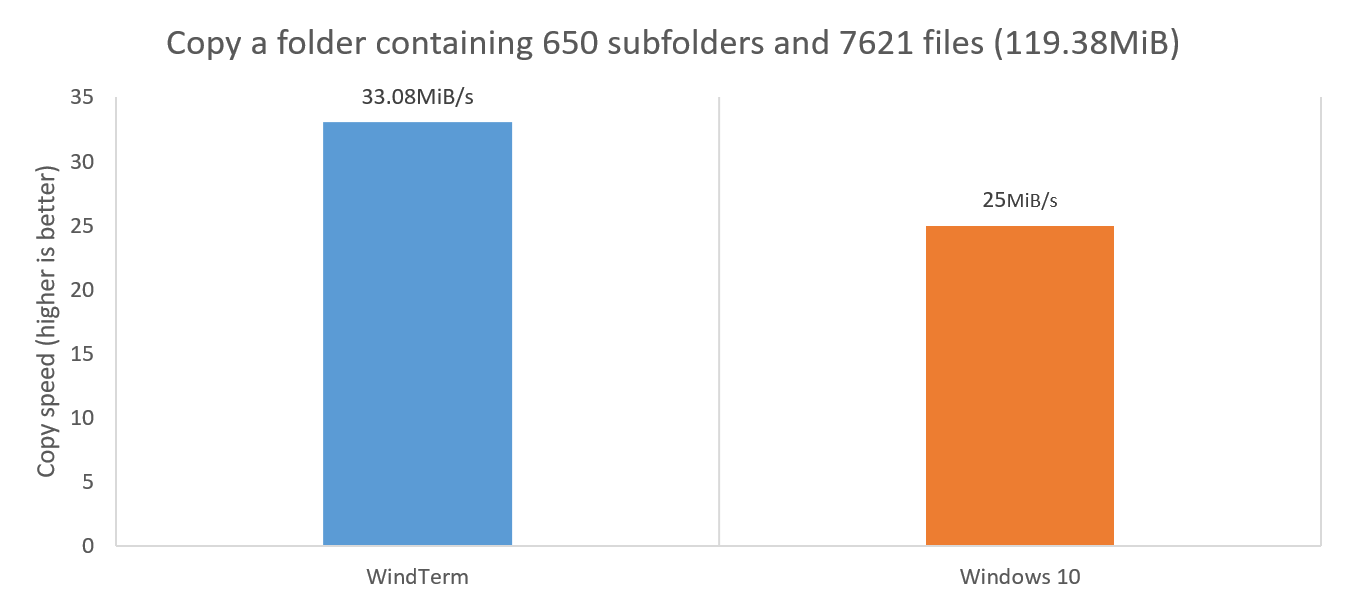 Copy a folder containing 650 subfolders and 7621 files (119.38MiB)
Copy speed (higher is better)
35
30
25
20
15
10
5
0
33.08MiB/s
25MiB/s
WindTerm
Windows 10